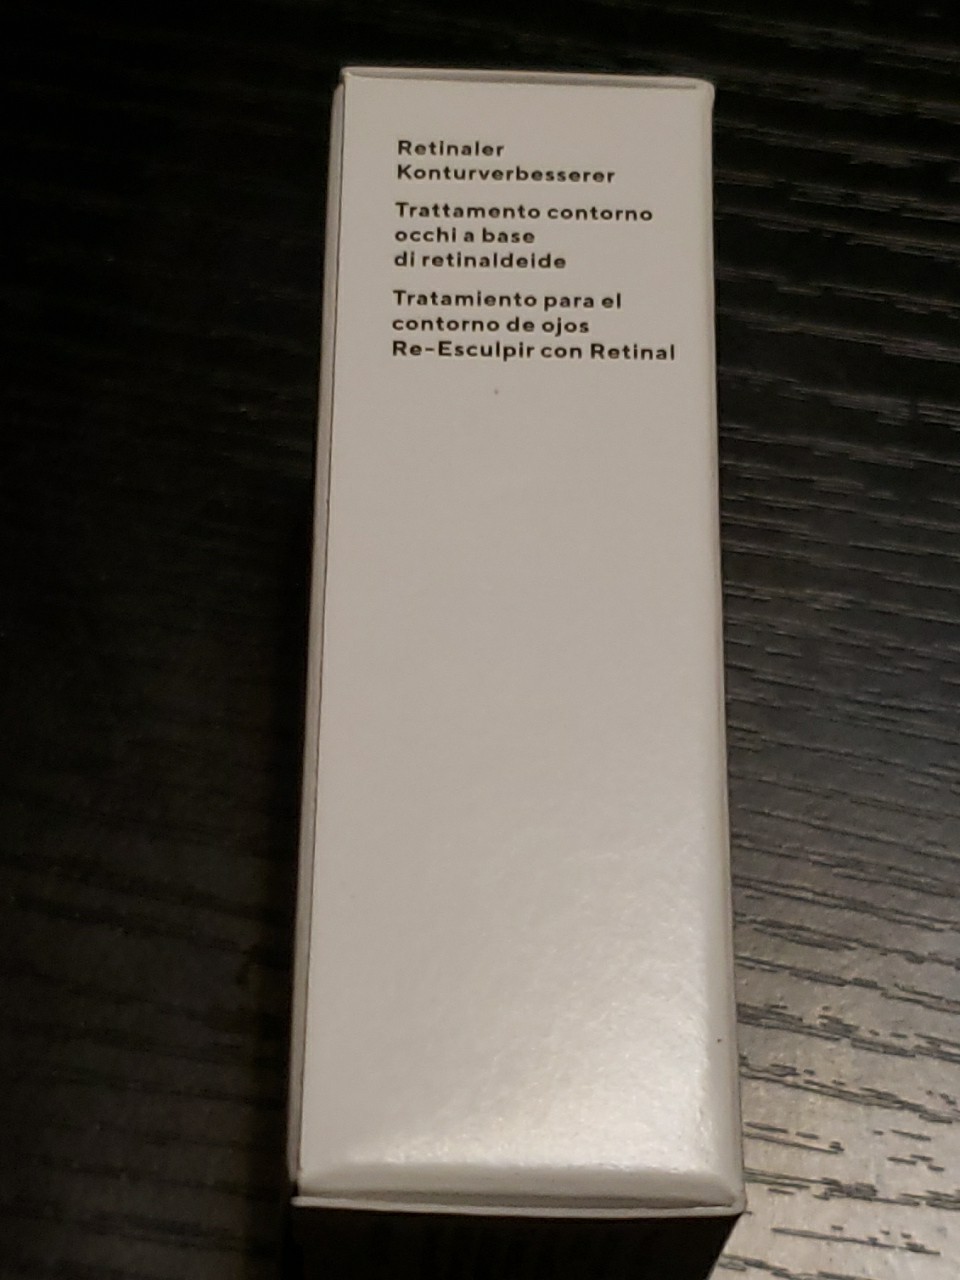 Retinaler
Konturverbesserer
Trattamento contorno
occhi a base
di retinaldeide
Tratamiento para el
contorno de ojos
Re-Esculpir con Retinal